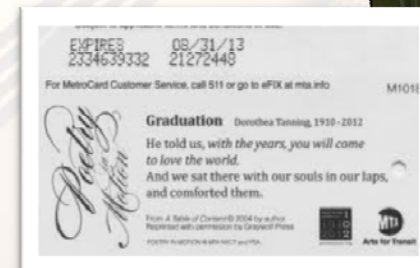 EXPIRES 08/31/13
2334639332 21272448
For MetroCard Customer Service, call 511 or go to eFIX at mta.info
M1018
Poetry in Motion
Graduation Dorothea Tanning, 1910–2012
He told us, with the years, you will come
to love the world.
And we sat there with our souls in our laps,
and comforted them.
From A Table of Content © 2004 by author
Reprinted with permission by Graywolf Press
POETRY IN MOTION
MTA
Arts for Transit